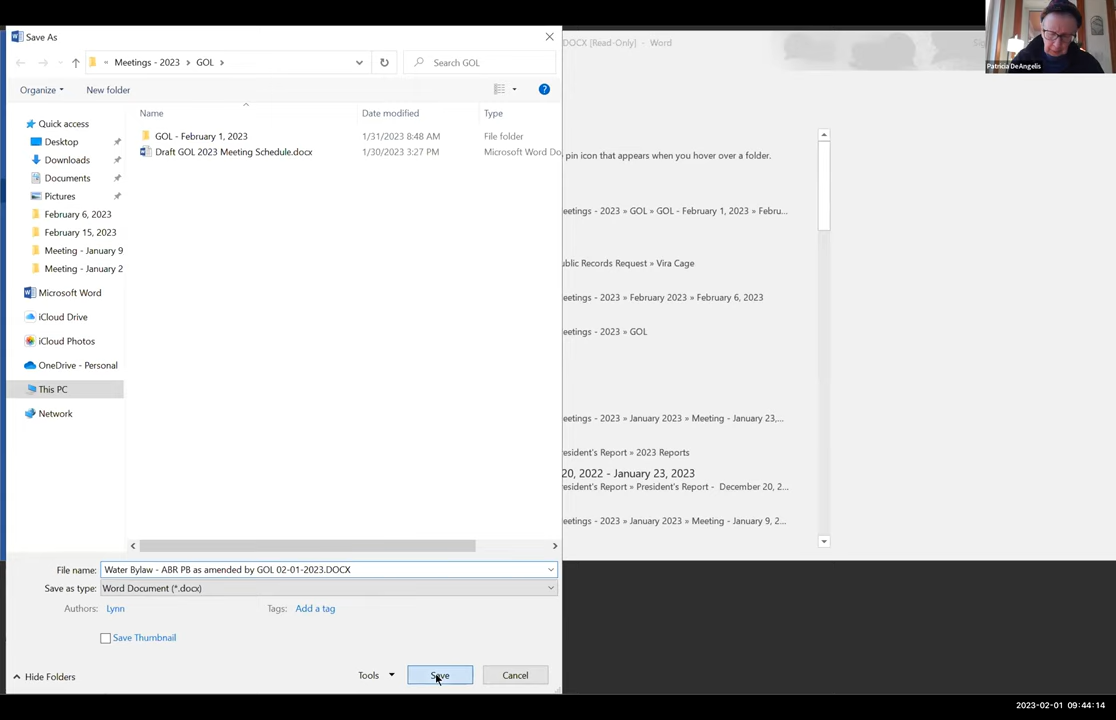 Save As
DOCX [Read-Only] - Word
Patricia DeAngelis
« Meetings - 2023 › GOL ›
Search GOL
Organize
New folder
Name
Date modified
Type
GOL - February 1, 2023
1/31/2023 8:48 AM
File folder
Draft GOL 2023 Meeting Schedule.docx
1/30/2023 3:27 PM
Microsoft Word Do
Quick access
Desktop
Downloads
Documents
Pictures
February 6, 2023
February 15, 2023
Meeting - January 9
Meeting - January 2
Microsoft Word
iCloud Drive
iCloud Photos
OneDrive - Personal
This PC
Network
pin icon that appears when you hover over a folder.
eetings - 2023 » GOL » GOL - February 1, 2023 » Febru...
ublic Records Request » Vira Cage
eetings - 2023 » February 2023 » February 6, 2023
eetings - 2023 » GOL
eetings - 2023 » January 2023 » Meeting - January 23,...
esident's Report » 2023 Reports
20, 2022 - January 23, 2023
esident's Report » President's Report - December 20, 2...
eetings - 2023 » January 2023 » Meeting - January 9, 2...
File name: Water Bylaw - ABR PB as amended by GOL 02-01-2023.DOCX
Save as type: Word Document (*.docx)
Authors: Lynn
Tags: Add a tag
Save Thumbnail
Hide Folders
Tools
Save
Cancel
2023-02-01 09:44:14